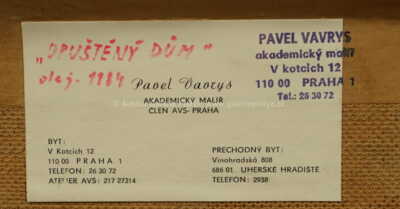 „OPUŠTĚNÝ DŮM"
olej - 1984
Pavel Vavrys
AKADEMICKÝ MALÍŘ
ČLEN AVS-PRAHA
PAVEL VAVRYS
akademický malíř
V kotcích 12
110 00 PRAHA 1
Tel.: 26 30 72
BYT:
V Kotcích 12
110 00 PRAHA 1
TELEFON: 26 30 72
ATELIER AVS: 217 27214
PŘECHODNÝ BYT:
Vinohradská 808
686 01 UHERSKÉ HRADIŠTĚ
TELEFON: 2938